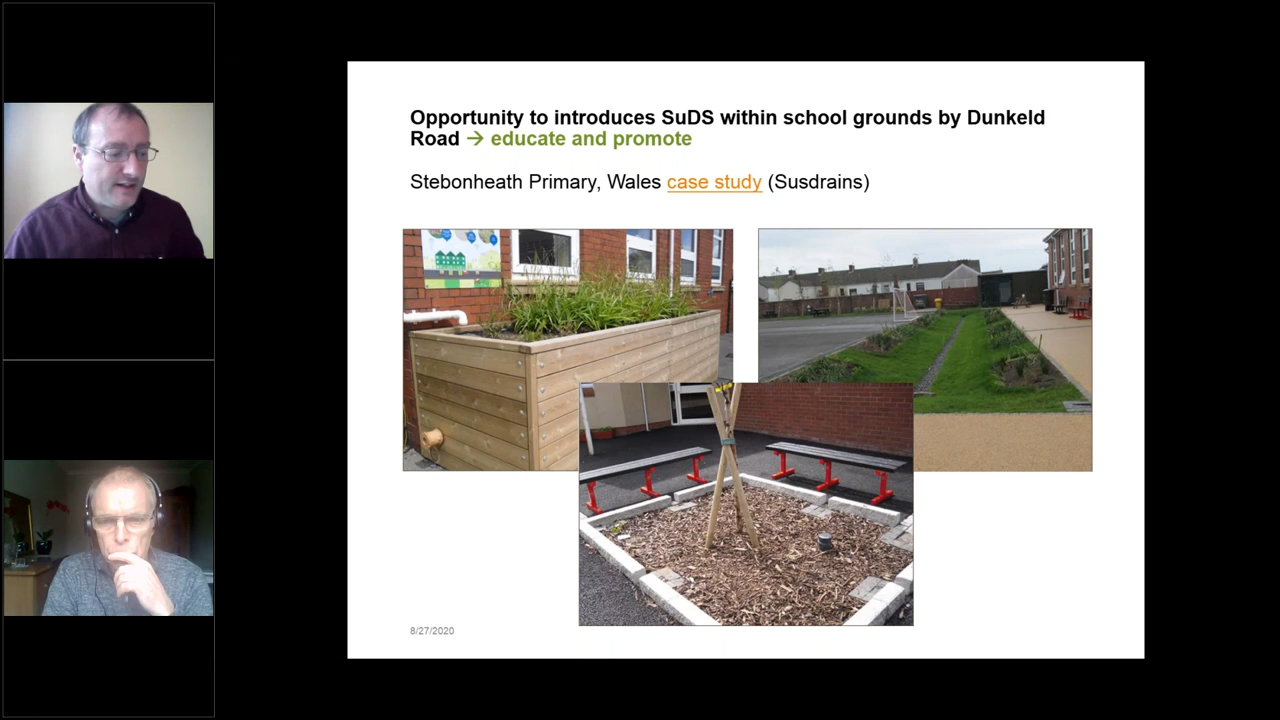 Opportunity to introduces SuDS within school grounds by Dunkeld
Road → educate and promote
Stebonheath Primary, Wales case study (Susdrains)
8/27/2020